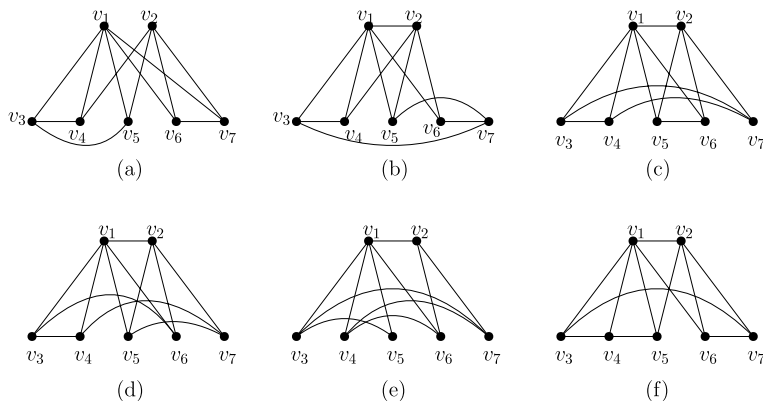 v₁ v₂ v₁ v₂ v₁ v₂
v₃ v₄ v₅ v₆ v₇ v₃ v₄ v₅ v₆ v₇ v₃ v₄ v₅ v₆ v₇
(a) (b) (c)
v₁ v₂ v₁ v₂ v₁ v₂
v₃ v₄ v₅ v₆ v₇ v₃ v₄ v₅ v₆ v₇ v₃ v₄ v₅ v₆ v₇
(d) (e) (f)